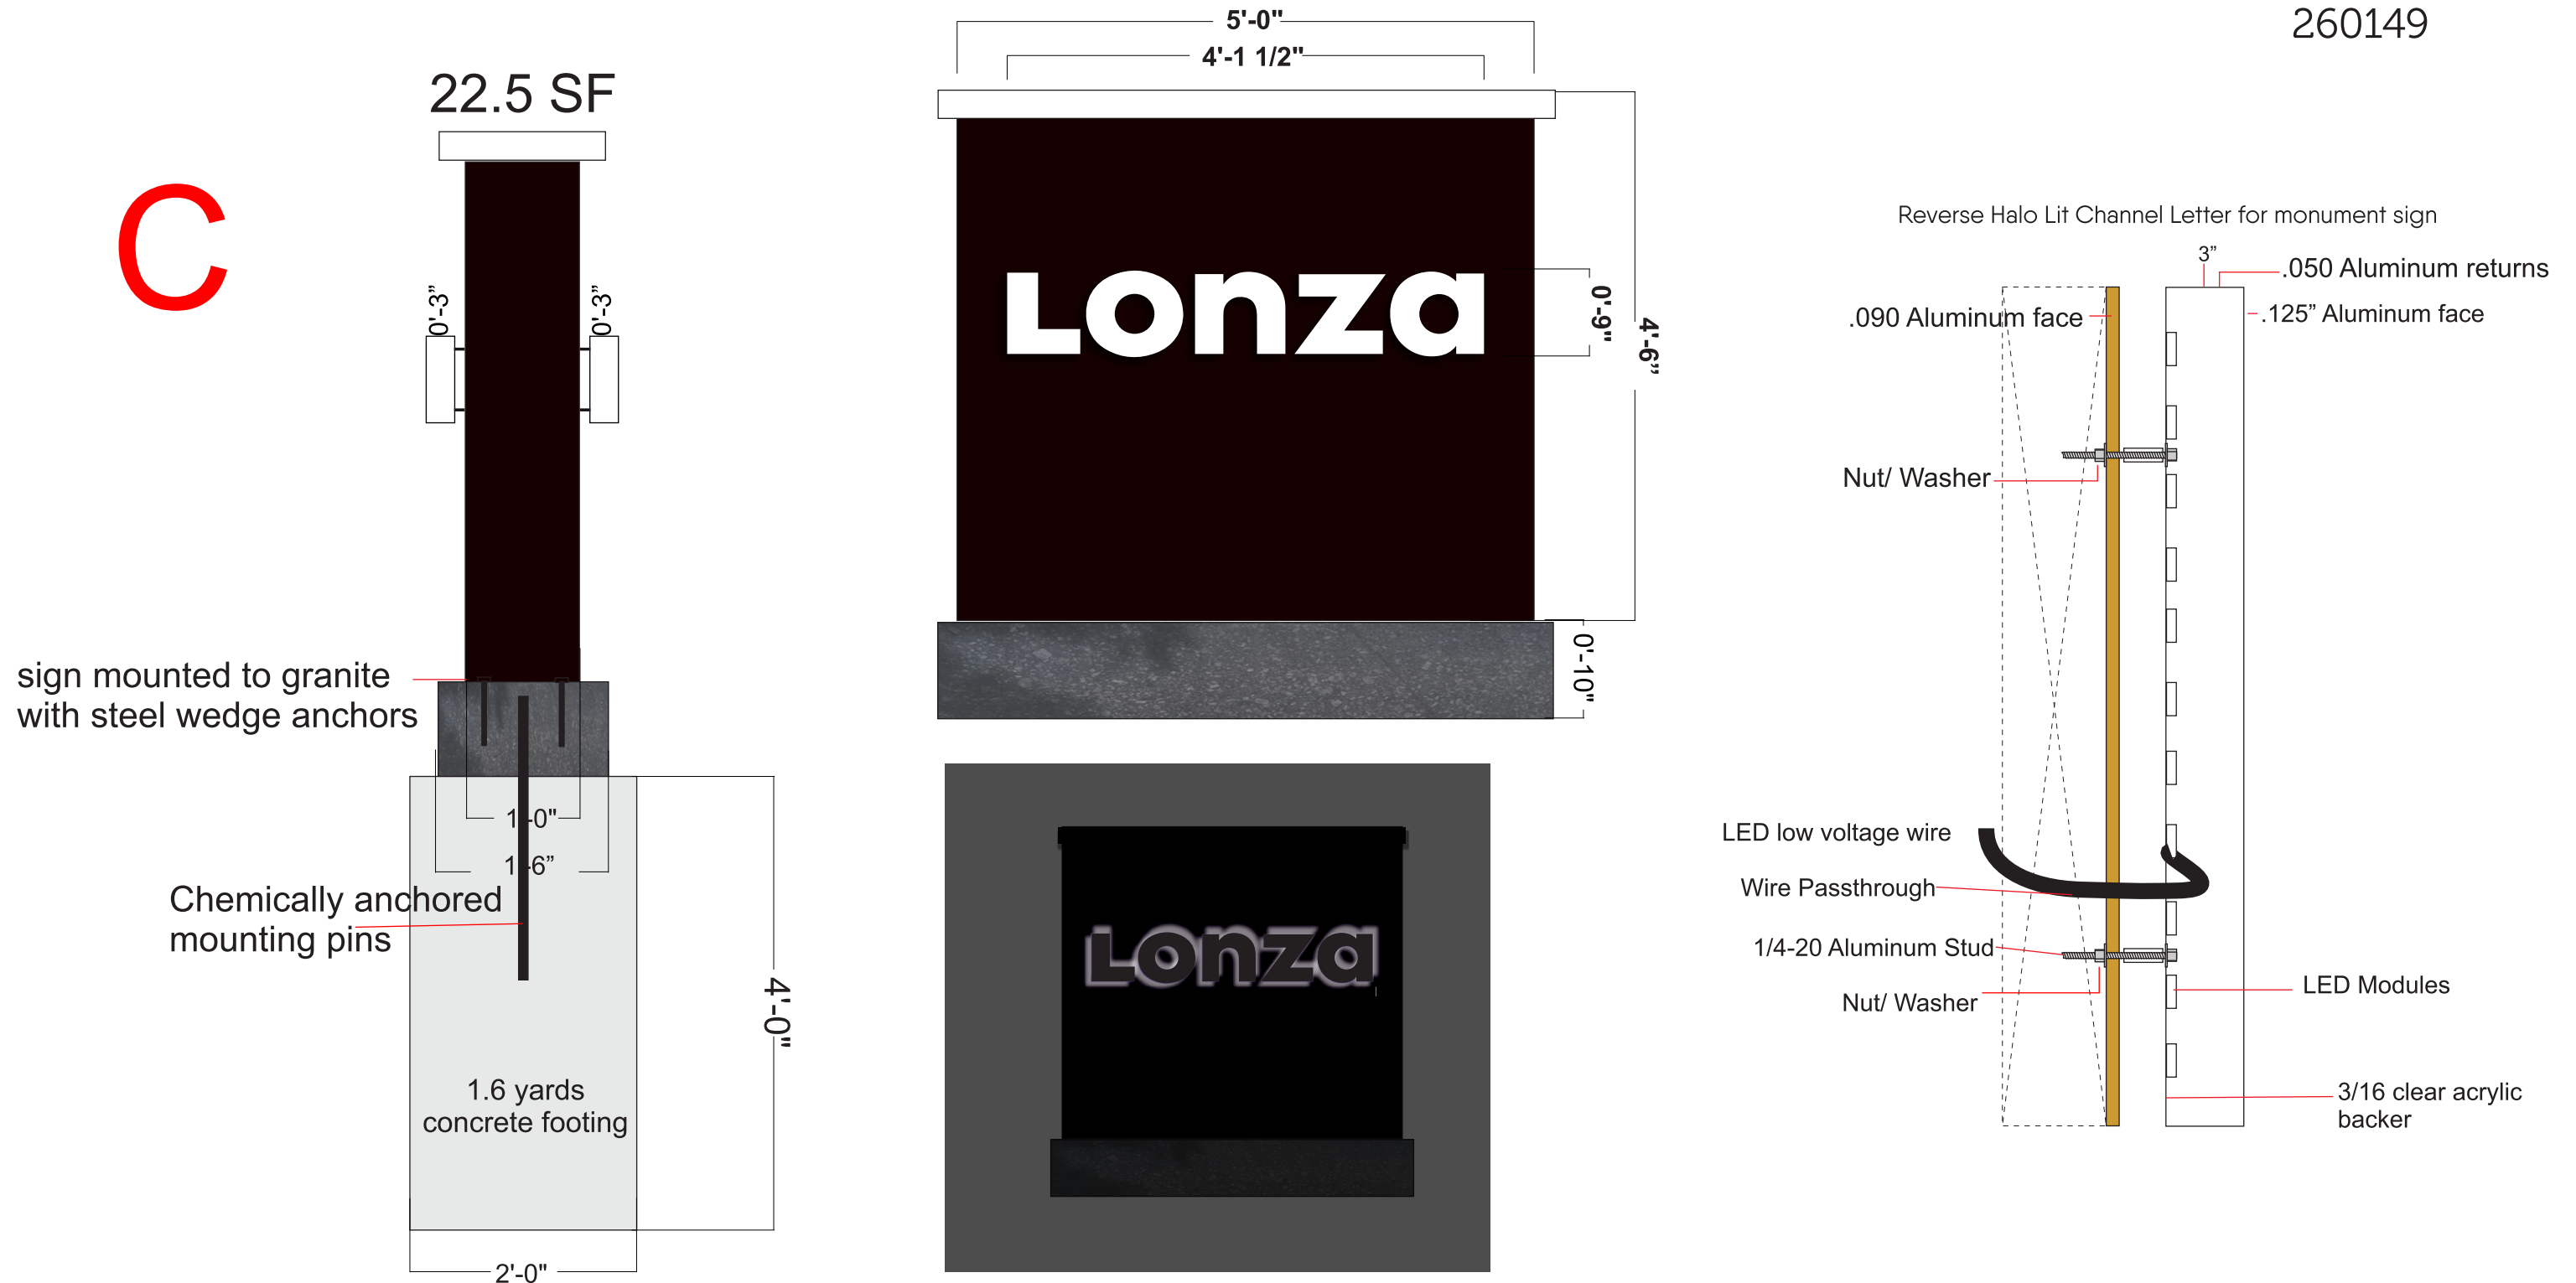 260149
5'-0"
4'-1 1/2"
22.5 SF
C
0'-3”
0'-3”
Lonza
0'-9"
4'-6”
0'-10"
sign mounted to granite
with steel wedge anchors
1'-0"
1'-6”
Chemically anchored
mounting pins
4'-0"
1.6 yards
concrete footing
2'-0"
Lonza
Reverse Halo Lit Channel Letter for monument sign
3”
.050 Aluminum returns
.090 Aluminum face
.125” Aluminum face
Nut/ Washer
LED low voltage wire
Wire Passthrough
1/4-20 Aluminum Stud
Nut/ Washer
LED Modules
3/16 clear acrylic
backer